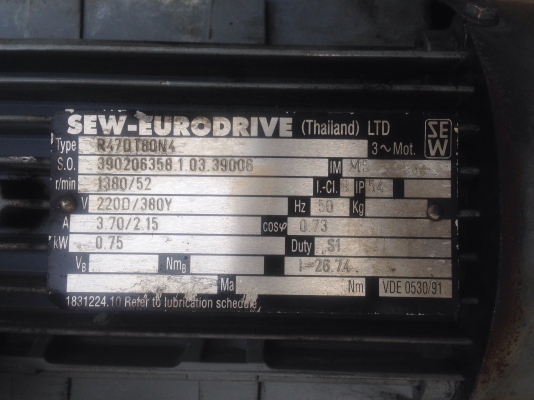 SEW-EURODRIVE (Thailand) LTD SEW
Type R47DT80N4 3~Mot.
S.O. 390206358.1.03.39006 IM
r/min 1380/52 I.-Cl. IP 54
V 220D/380Y Hz 50 Kg
A 3.70/2.15 cosφ 0.73
kW 0.75 Duty S1
VB NmB I=26.74
Ma Nm VDE 0530/91
1831224.10 Refer to lubrication schedule